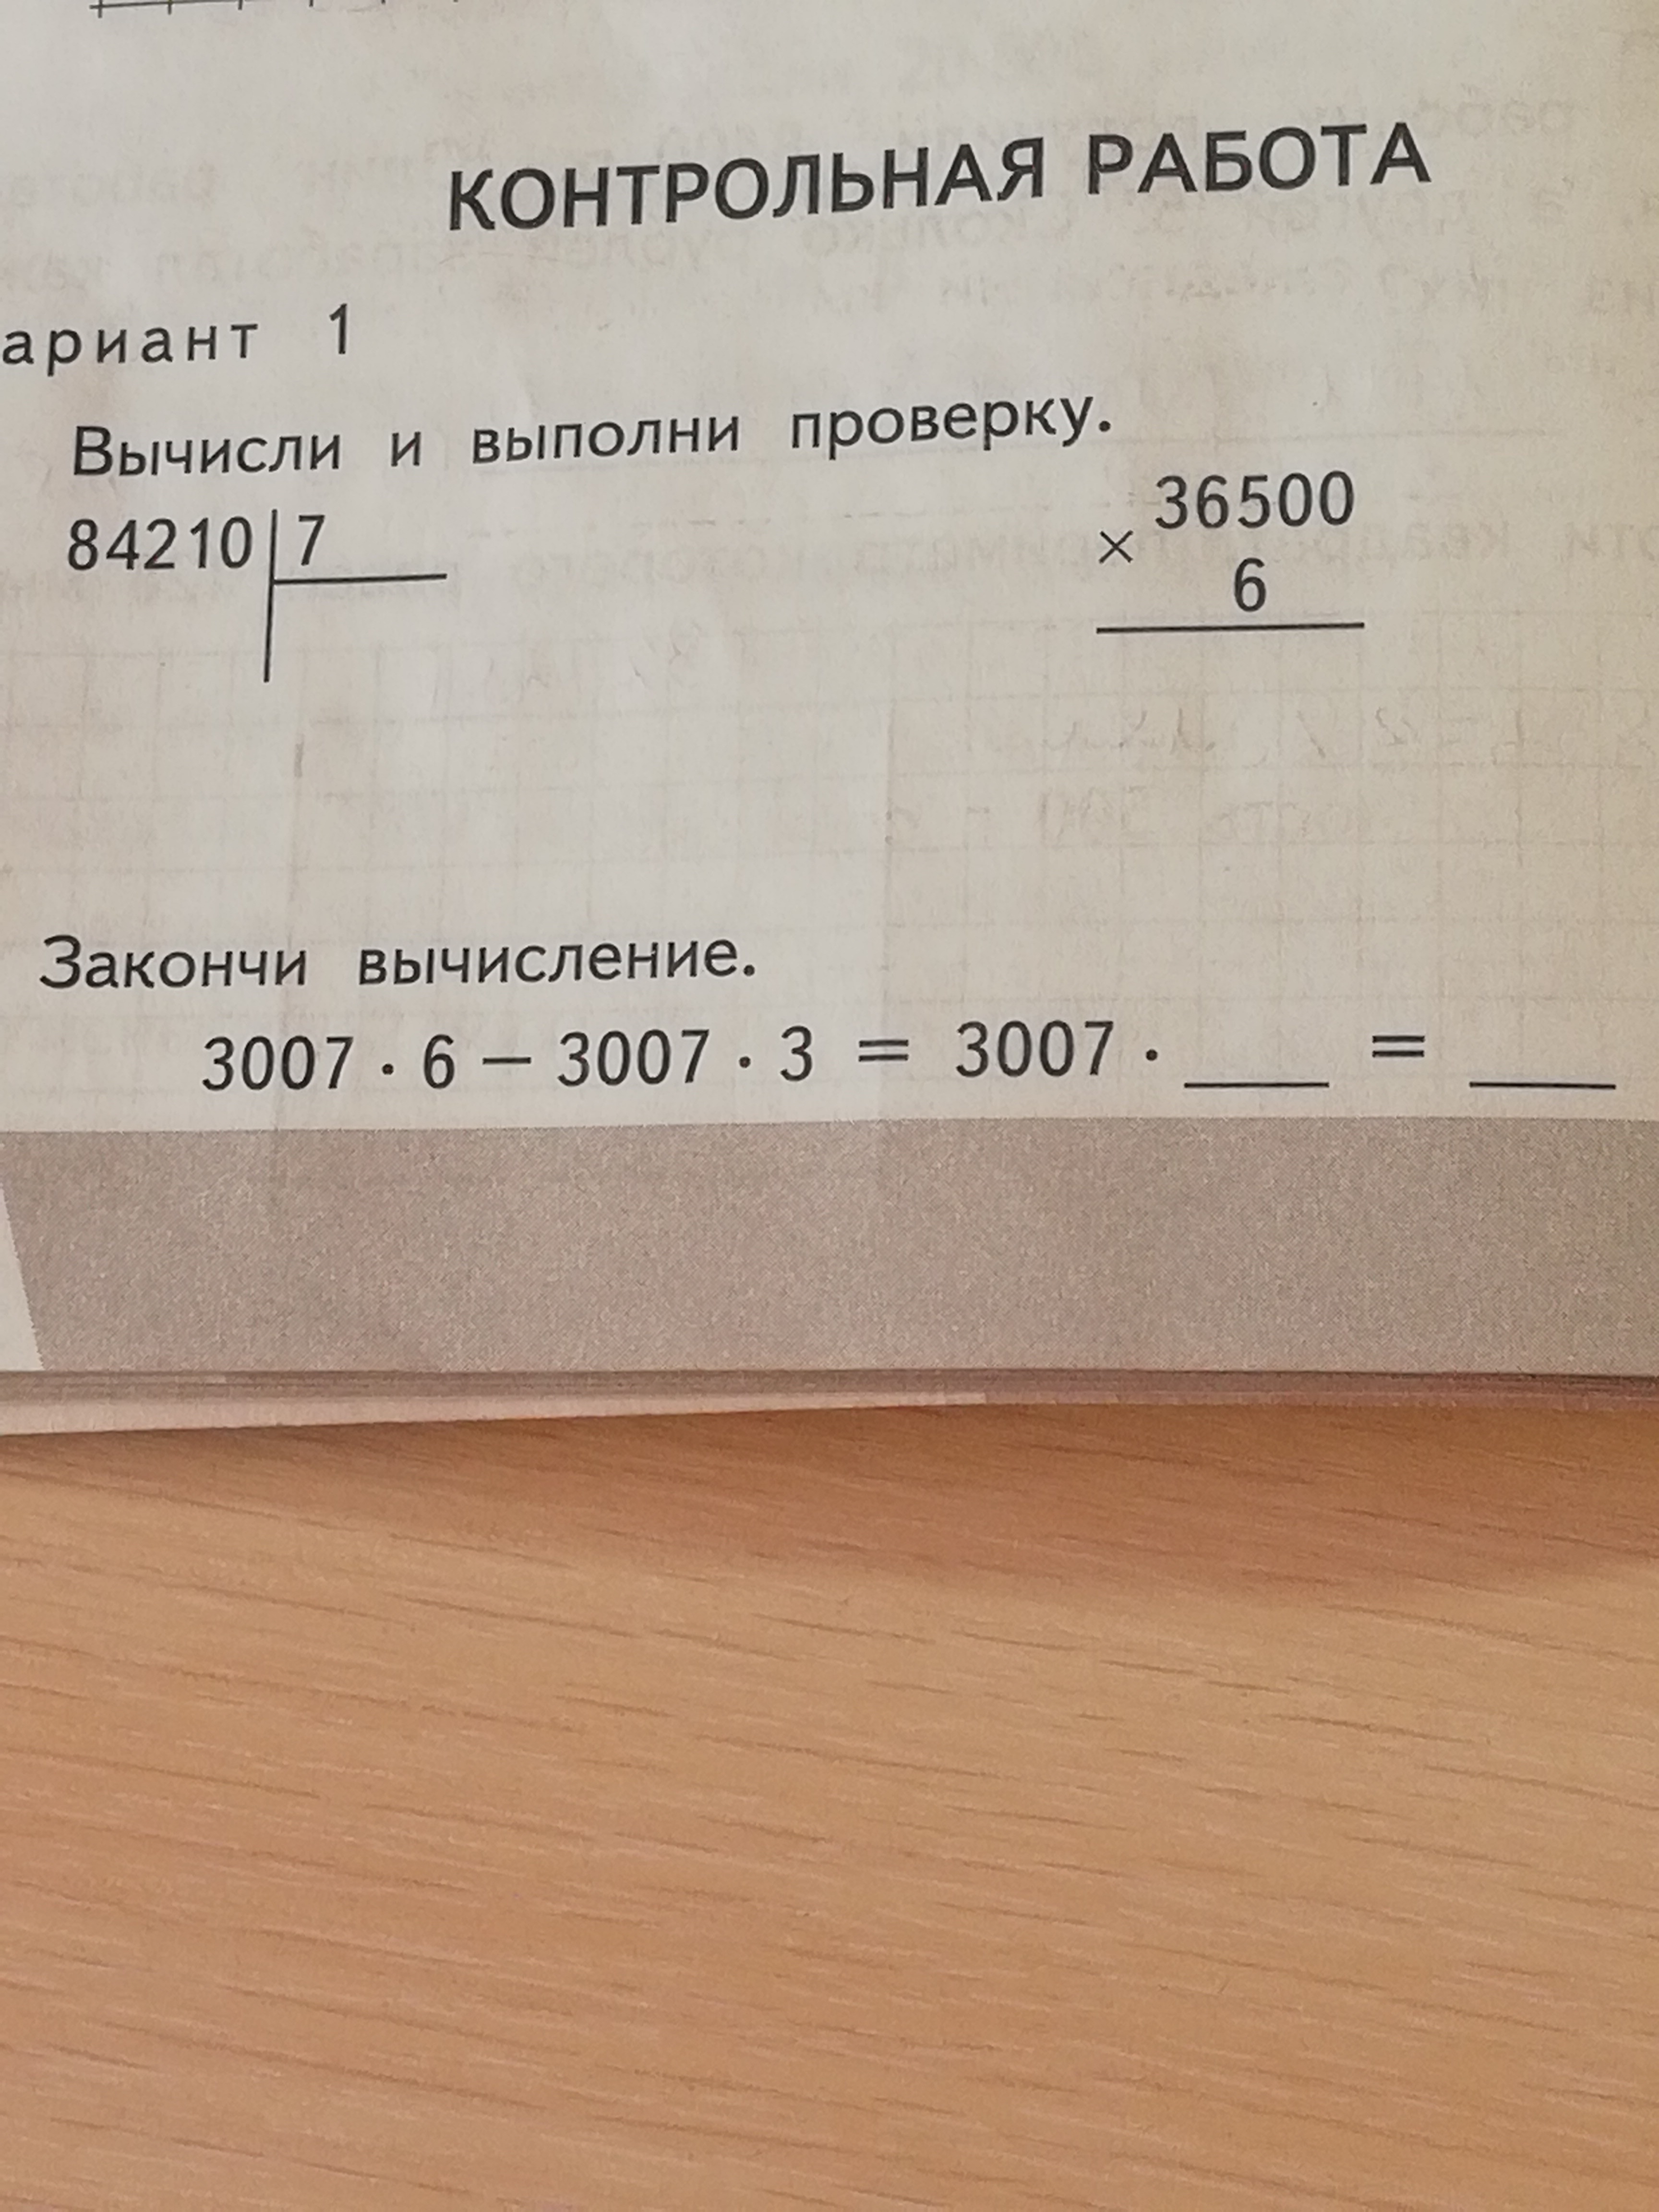 КОНТРОЛЬНАЯ РАБОТА
ариант 1
Вычисли и выполни проверку.
84210 7
× 36500
6
Закончи вычисление.
3007 · 6 — 3007 · 3 = 3007 · ___ = ___